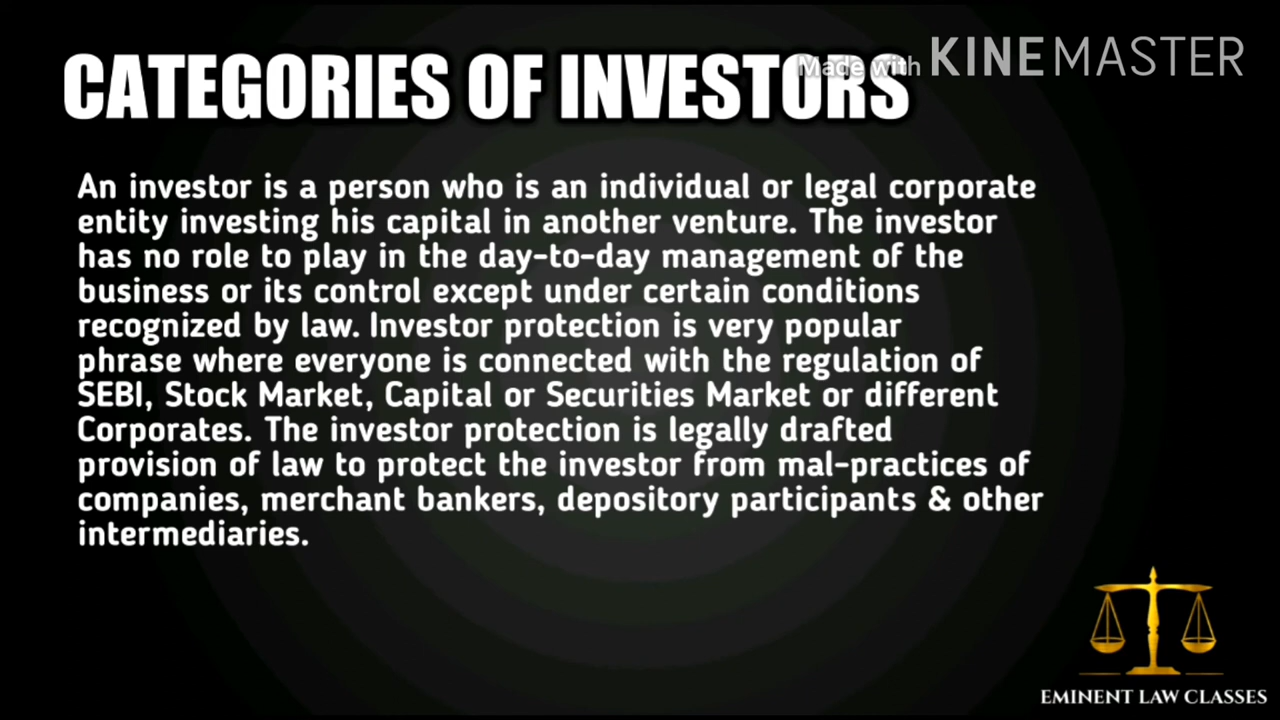 CATEGORIES OF INVESTORS
Made with KINEMASTER
An investor is a person who is an individual or legal corporate
entity investing his capital in another venture. The investor
has no role to play in the day-to-day management of the
business or its control except under certain conditions
recognized by law. Investor protection is very popular
phrase where everyone is connected with the regulation of
SEBI, Stock Market, Capital or Securities Market or different
Corporates. The investor protection is legally drafted
provision of law to protect the investor from mal-practices of
companies, merchant bankers, depository participants & other
intermediaries.
EMINENT LAW CLASSES